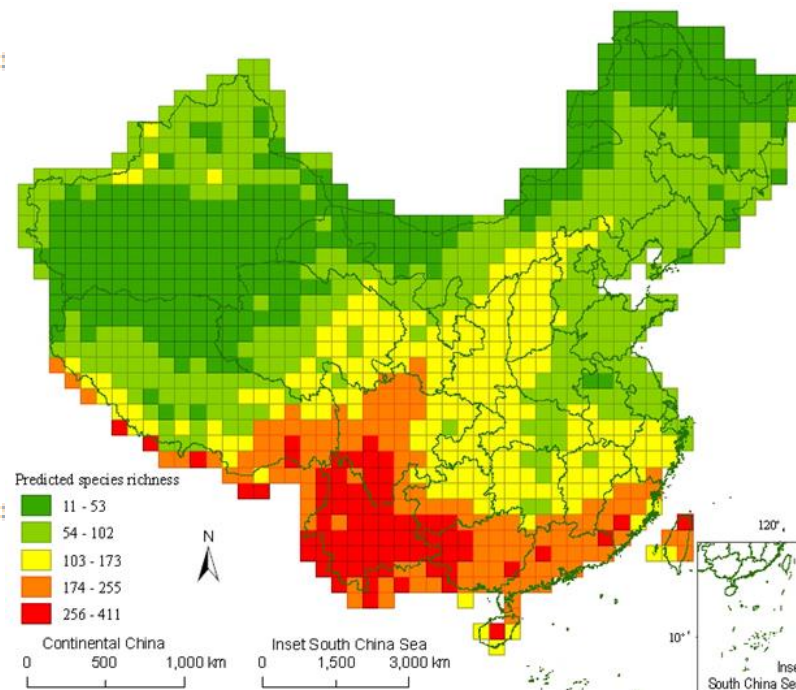 Predicted species richness
11 - 53
54 - 102
103 - 173
174 - 255
256 - 411
N
Continental China
0 500 1,000 km
Inset South China Sea
0 1,500 3,000 km
120°
10°
Inse
South China Sea